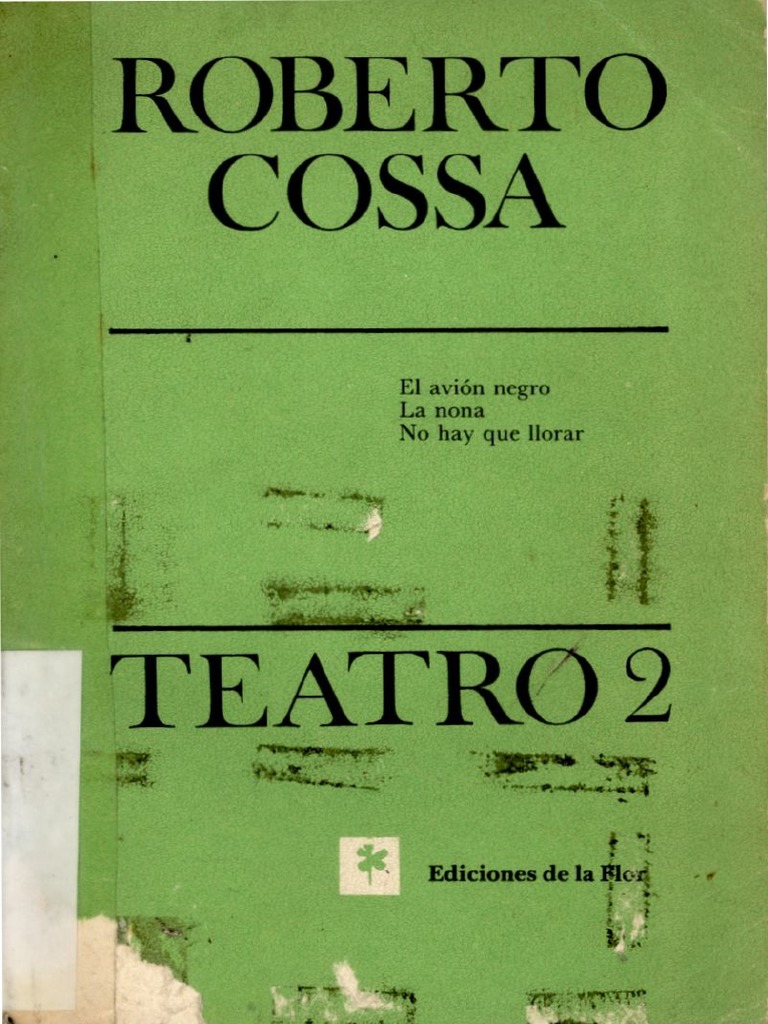 ROBERTO
COSSA
El avión negro
La nona
No hay que llorar
TEATRO 2
Ediciones de la Flor